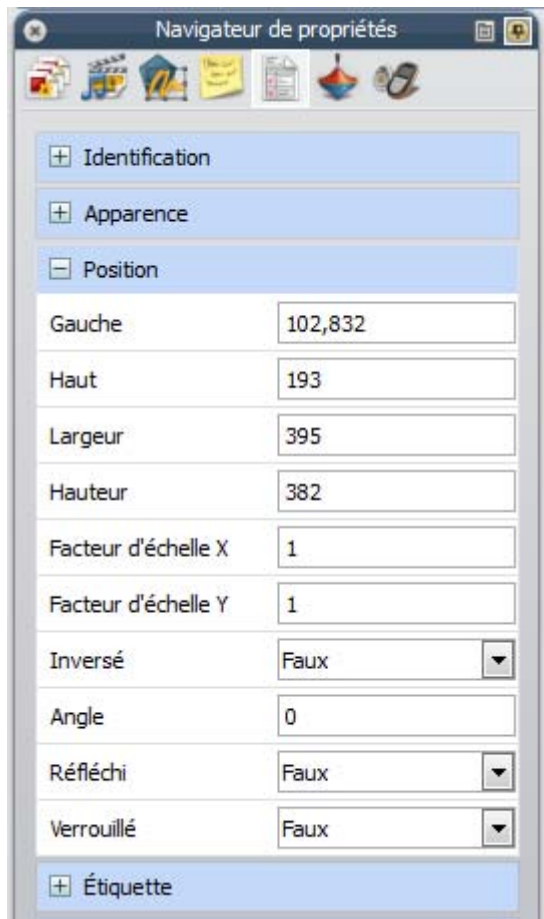 Navigateur de propriétés
Identification
Apparence
Position
Gauche 102,832
Haut 193
Largeur 395
Hauteur 382
Facteur d'échelle X 1
Facteur d'échelle Y 1
Inversé Faux
Angle 0
Réfléchi Faux
Verrouillé Faux
Étiquette